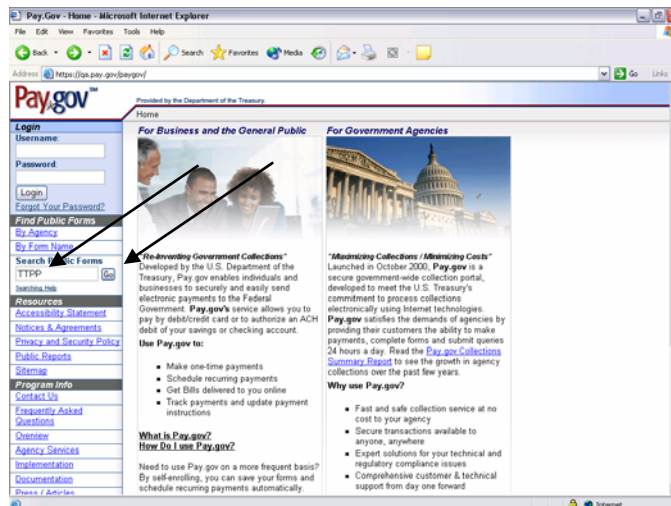 Pay.Gov - Home - Microsoft Internet Explorer
File Edit View Favorites Tools Help
Back Search Favorites Media
Address https://qa.pay.gov/paygov/ Go Links
Pay.gov™
Provided by the Department of the Treasury.
Home
Login
Username:
Password:
Login
Forgot Your Password?
Find Public Forms
By Agency
By Form Name
Search Public Forms
TTPP Go
Searching Help
Resources
Accessibility Statement
Notices & Agreements
Privacy and Security Policy
Public Reports
Sitemap
Program Info
Contact Us
Frequently Asked
Questions
Overview
Agency Services
Implementation
Documentation
Press / Articles
For Business and the General Public
"Re-Inventing Government Collections"
Developed by the U.S. Department of the
Treasury, Pay.gov enables individuals and
businesses to securely and easily send
electronic payments to the Federal
Government. Pay.gov's service allows you to
pay by debit/credit card or to authorize an ACH
debit of your savings or checking account.
Use Pay.gov to:
Make one-time payments
Schedule recurring payments
Get Bills delivered to you online
Track payments and update payment
instructions
What is Pay.gov?
How Do I use Pay.gov?
Need to use Pay.gov on a more frequent basis?
By self-enrolling, you can save your forms and
schedule recurring payments automatically.
For Government Agencies
"Maximizing Collections / Minimizing Costs"
Launched in October 2000, Pay.gov is a
secure government-wide collection portal,
developed to meet the U.S. Treasury's
commitment to process collections
electronically using Internet technologies.
Pay.gov satisfies the demands of agencies by
providing their customers the ability to make
payments, complete forms and submit queries
24 hours a day. Read the Pay.gov Collections
Summary Report to see the growth in agency
collections over the past few years.
Why use Pay.gov?
Fast and safe collection service at no
cost to your agency
Secure transactions available to
anyone, anywhere
Expert solutions for your technical and
regulatory compliance issues
Comprehensive customer & technical
support from day one forward
Internet